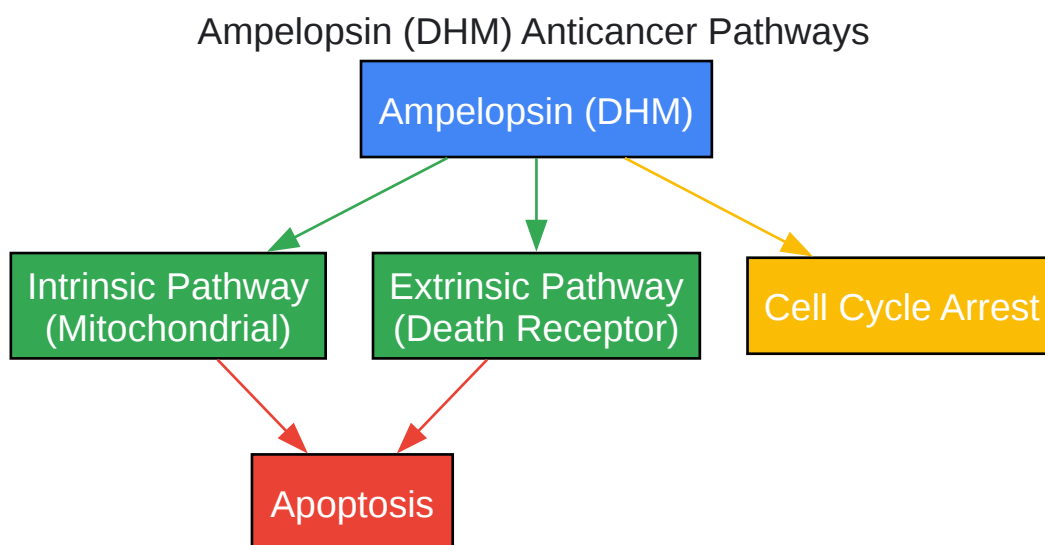 Ampelopsin (DHM) Anticancer Pathways
Ampelopsin (DHM)
Intrinsic Pathway
(Mitochondrial)
Extrinsic Pathway
(Death Receptor)
Cell Cycle Arrest
Apoptosis